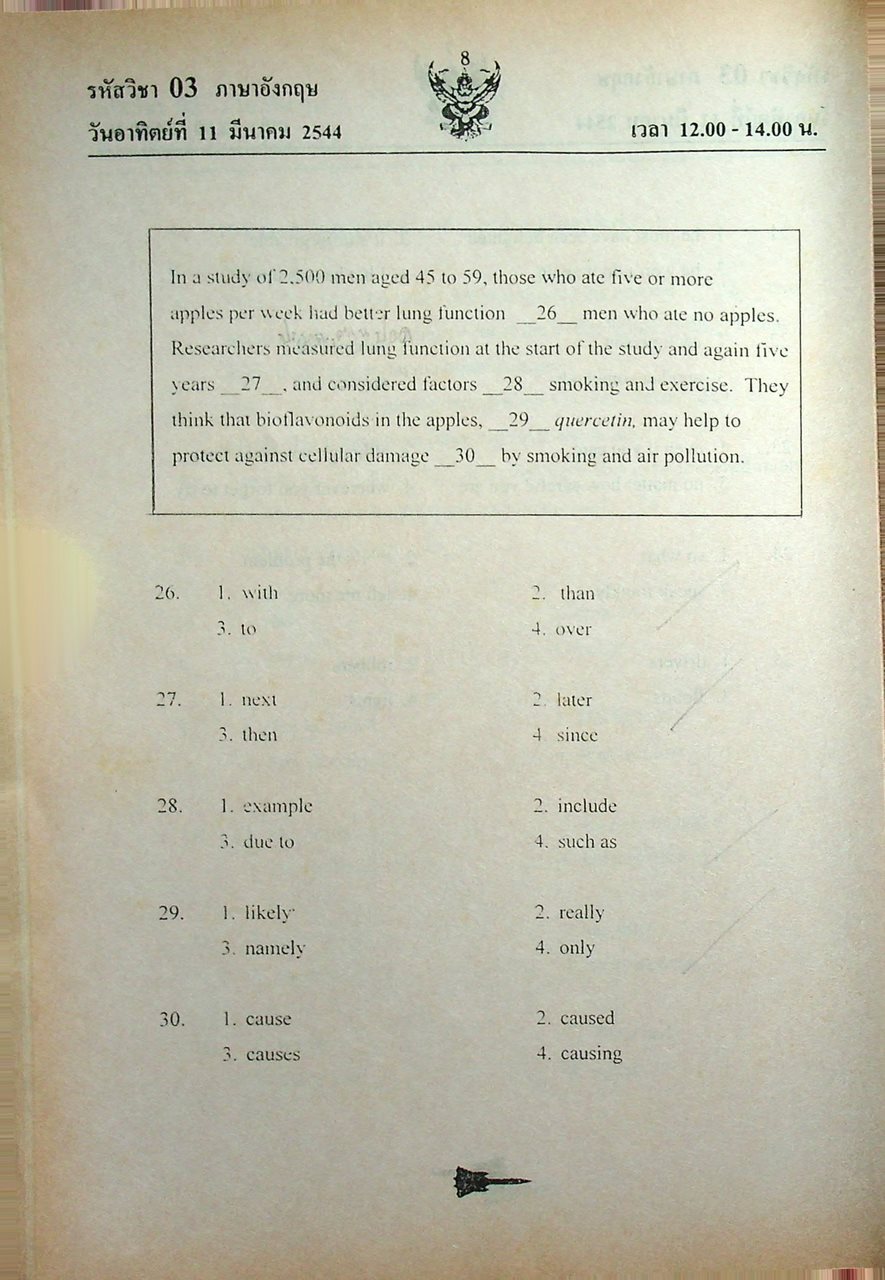 8
รหัสวิชา 03 ภาษาอังกฤษ
วันอาทิตย์ที่ 11 มีนาคม 2544
เวลา 12.00 - 14.00 น.
In a study of 2,500 men aged 45 to 59, those who ate five or more
apples per week had better lung function __26__ men who ate no apples.
Researchers measured lung function at the start of the study and again five
years __27__, and considered factors __28__ smoking and exercise. They
think that bioflavonoids in the apples, __29__ quercetin, may help to
protect against cellular damage __30__ by smoking and air pollution.
26. 1. with 2. than
3. to 4. over
27. 1. next 2. later
3. then 4 since
28. 1. example 2. include
3. due to 4. such as
29. 1. likely 2. really
3. namely 4. only
30. 1. cause 2. caused
3. causes 4. causing